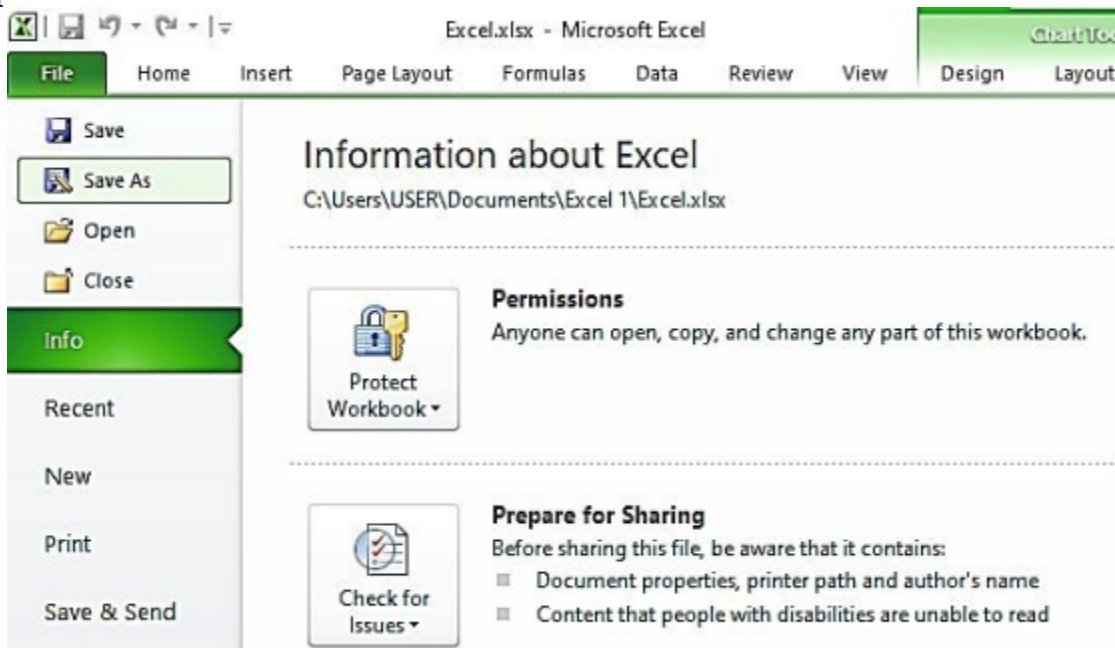 Excel.xlsx - Microsoft Excel
File Home Insert Page Layout Formulas Data Review View Design Layout
Save
Save As
Open
Close
Info
Recent
New
Print
Save & Send
Information about Excel
C:\Users\USER\Documents\Excel 1\Excel.xlsx
Protect
Workbook
Permissions
Anyone can open, copy, and change any part of this workbook.
Check for
Issues
Prepare for Sharing
Before sharing this file, be aware that it contains:
Document properties, printer path and author's name
Content that people with disabilities are unable to read